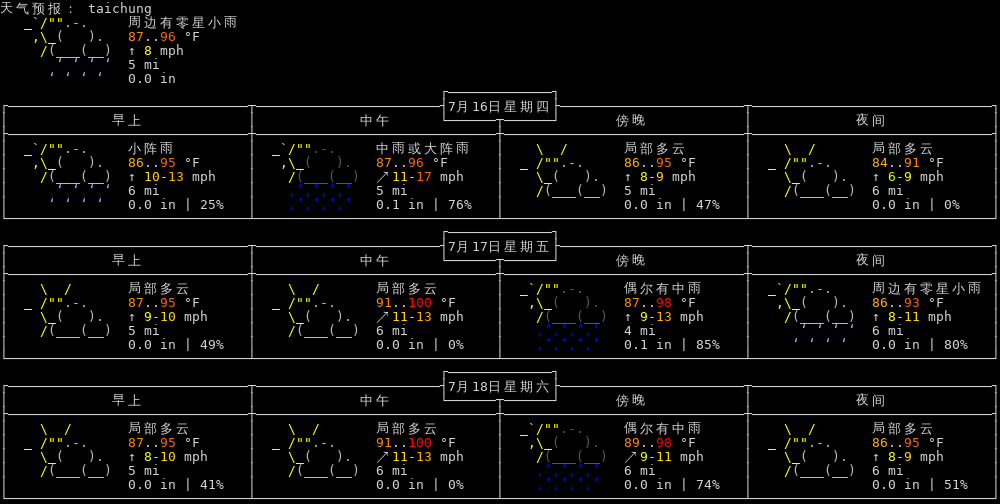 天气预报： taichung
周边有零星小雨
87..96 °F
↑ 8 mph
5 mi
0.0 in
7月16日星期四
早上 中午 傍晚 夜间
小阵雨 中雨或大阵雨 局部多云 局部多云
86..95 °F 87..96 °F 86..95 °F 84..91 °F
↑ 10-13 mph ↗ 11-17 mph ↑ 8-9 mph ↑ 6-9 mph
6 mi 5 mi 5 mi 6 mi
0.0 in | 25% 0.1 in | 76% 0.0 in | 47% 0.0 in | 0%
7月17日星期五
早上 中午 傍晚 夜间
局部多云 局部多云 偶尔有中雨 周边有零星小雨
87..95 °F 91..100 °F 87..98 °F 86..93 °F
↑ 9-10 mph ↗ 11-13 mph ↑ 9-13 mph ↑ 8-11 mph
5 mi 6 mi 4 mi 6 mi
0.0 in | 49% 0.0 in | 0% 0.1 in | 85% 0.0 in | 80%
7月18日星期六
早上 中午 傍晚 夜间
局部多云 局部多云 偶尔有中雨 局部多云
87..95 °F 91..100 °F 89..98 °F 86..95 °F
↑ 8-10 mph ↗ 11-13 mph ↗ 9-11 mph ↑ 8-9 mph
5 mi 6 mi 6 mi 6 mi
0.0 in | 41% 0.0 in | 0% 0.0 in | 74% 0.0 in | 51%